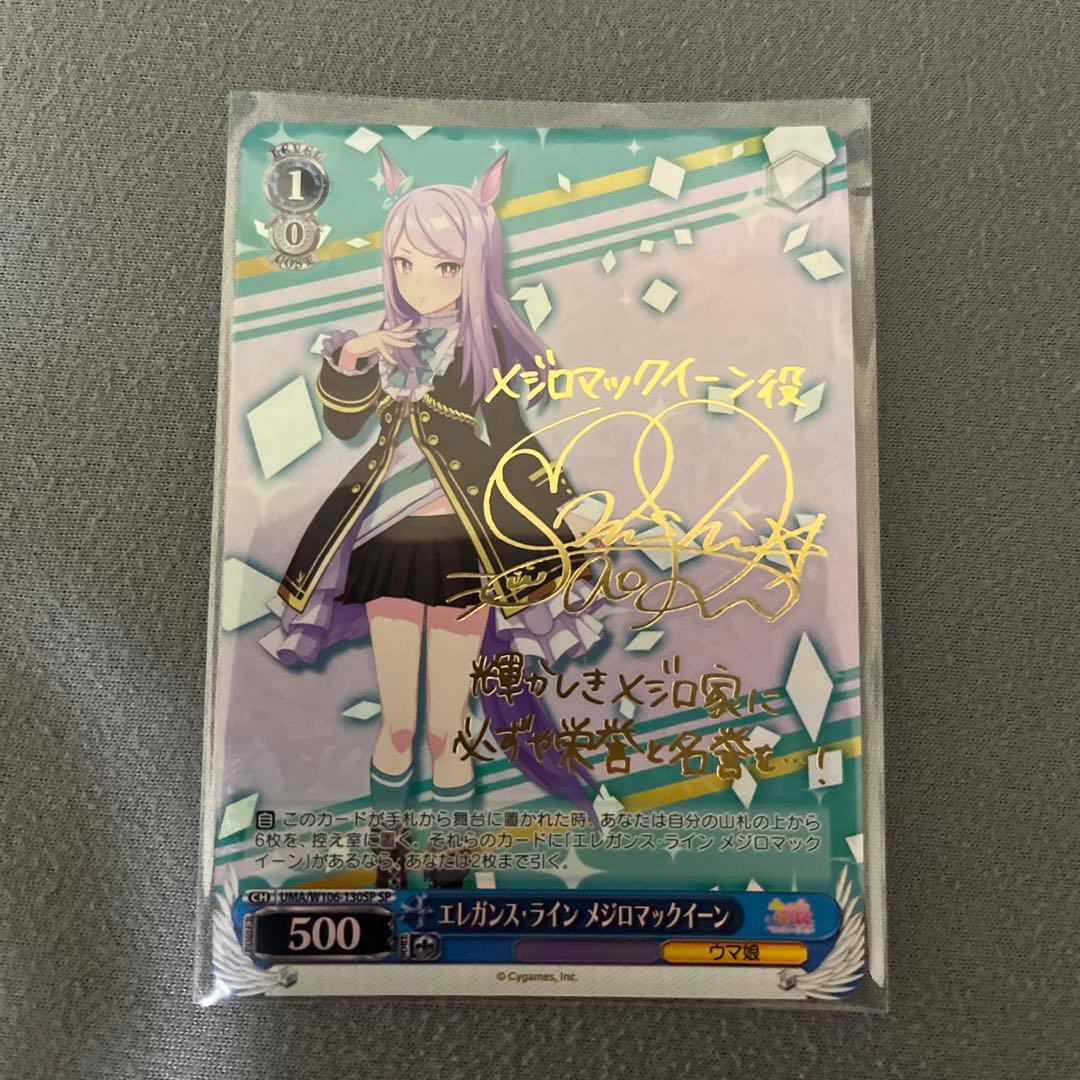 LEVEL
1
0
COST
メジロマックイーン役
輝かしきメジロ家に
必ずや栄誉と名誉を…!
自 このカードが手札から舞台に置かれた時、あなたは自分の山札の上から
6枚を、控え室に置く。それらのカードに「エレガンス・ライン メジロマック
イーン」があるなら、あなたは2枚まで引く。
CH UMA/W106-130SP SP
POWER
500
エレガンス・ライン メジロマックイーン
SOUL
ウマ娘
© Cygames, Inc.